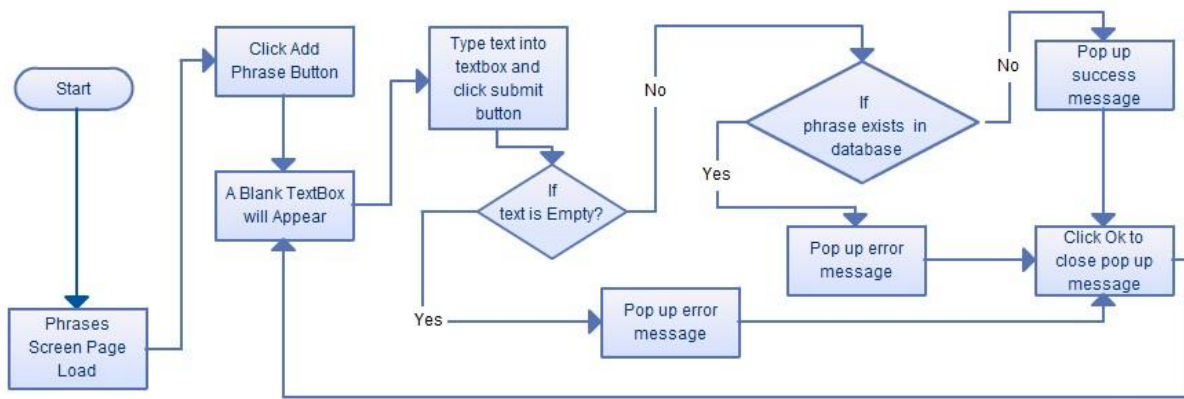 Start
Phrases
Screen Page
Load
Click Add
Phrase Button
A Blank TextBox
will Appear
Type text into
textbox and
click submit
button
If
text is Empty?
Yes
Pop up error
message
No
If
phrase exists in
database
Yes
Pop up error
message
No
Pop up
success
message
Click Ok to
close pop up
message